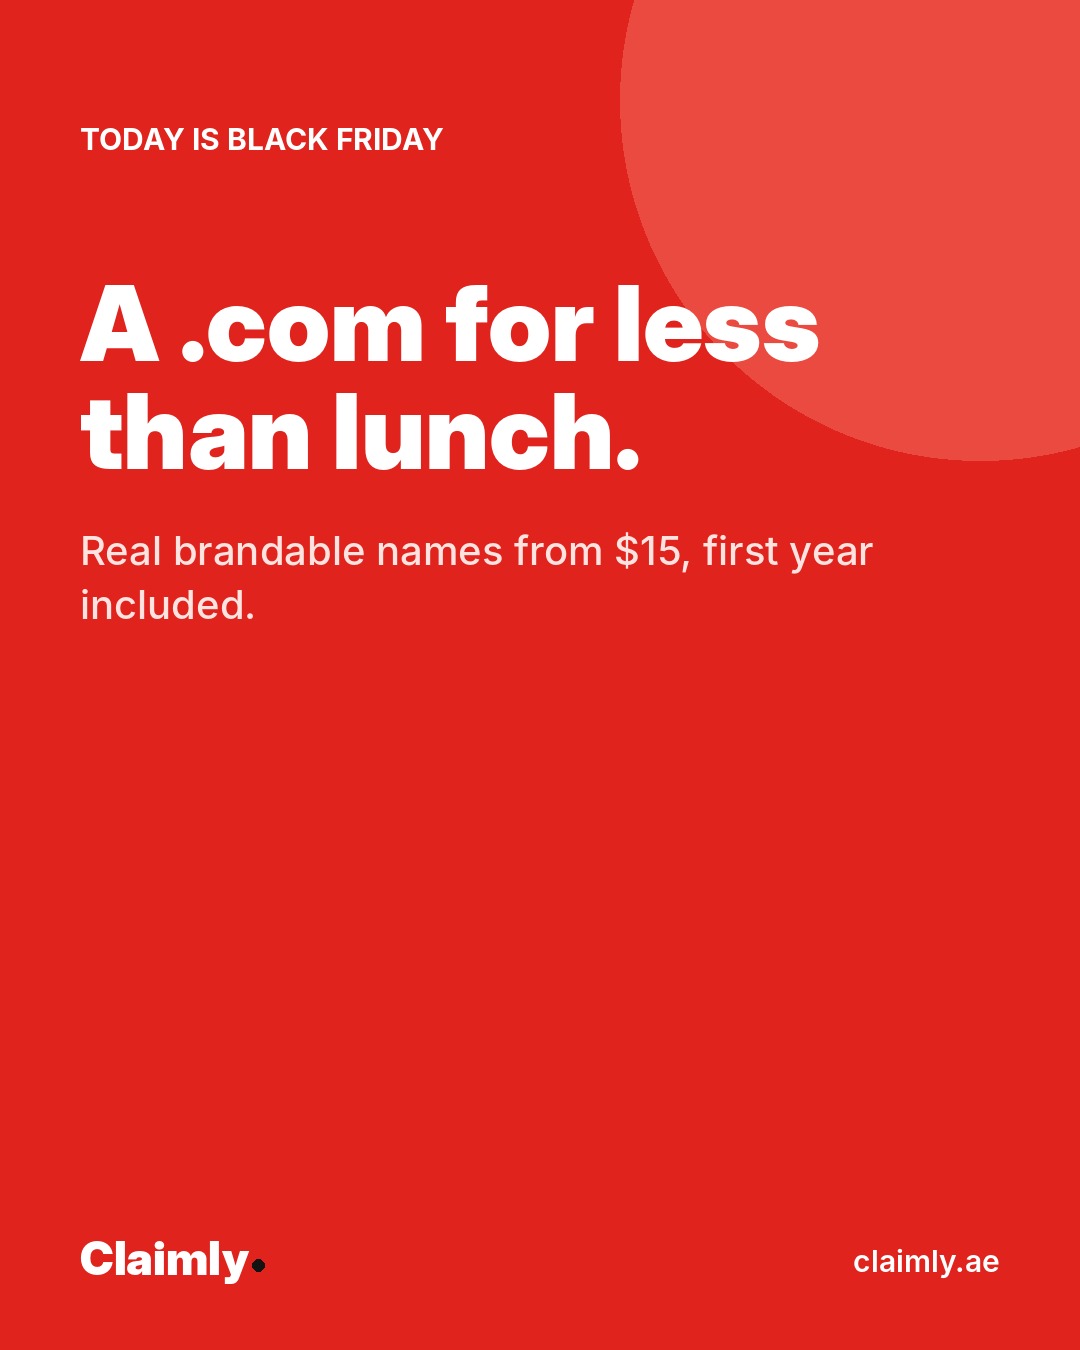 TODAY IS BLACK FRIDAY
A .com for less
than lunch.
Real brandable names from $15, first year
included.
Claimly.
claimly.ae